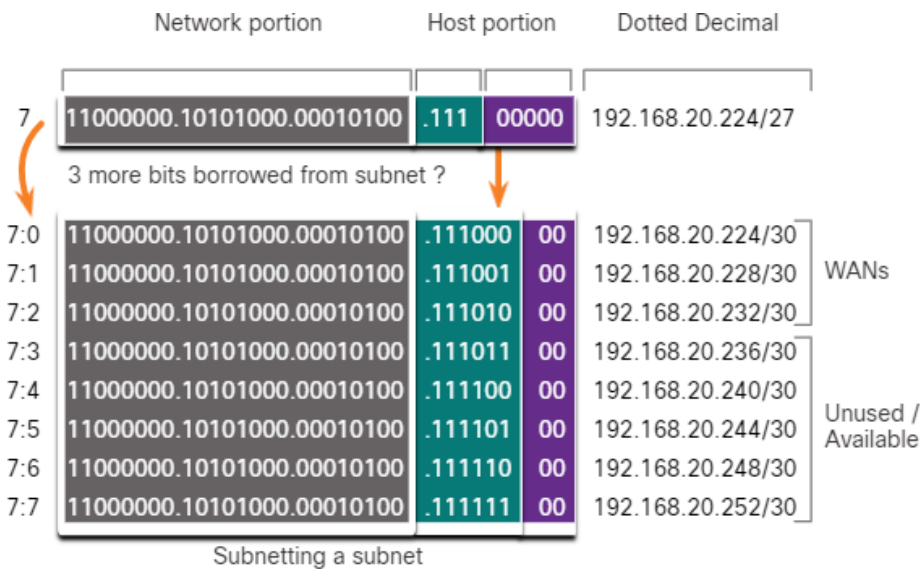 Network portion Host portion Dotted Decimal
7 11000000.10101000.00010100 .111 00000 192.168.20.224/27
3 more bits borrowed from subnet ?
7:0 11000000.10101000.00010100 .111000 00 192.168.20.224/30
7:1 11000000.10101000.00010100 .111001 00 192.168.20.228/30
WANs
7:2 11000000.10101000.00010100 .111010 00 192.168.20.232/30
7:3 11000000.10101000.00010100 .111011 00 192.168.20.236/30
7:4 11000000.10101000.00010100 .111100 00 192.168.20.240/30
7:5 11000000.10101000.00010100 .111101 00 192.168.20.244/30
Unused /
Available
7:6 11000000.10101000.00010100 .111110 00 192.168.20.248/30
7:7 11000000.10101000.00010100 .111111 00 192.168.20.252/30
Subnetting a subnet